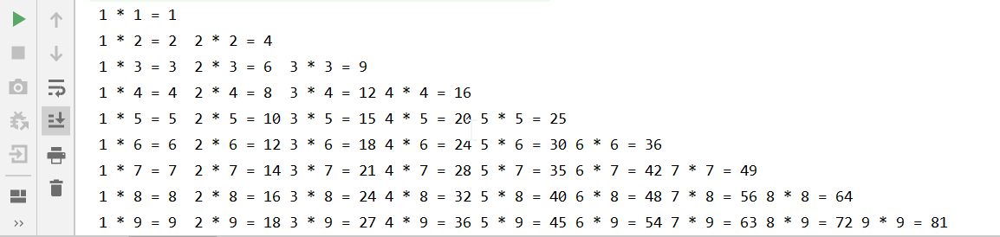 1 * 1 = 1
1 * 2 = 2  2 * 2 = 4
1 * 3 = 3  2 * 3 = 6  3 * 3 = 9
1 * 4 = 4  2 * 4 = 8  3 * 4 = 12 4 * 4 = 16
1 * 5 = 5  2 * 5 = 10 3 * 5 = 15 4 * 5 = 20 5 * 5 = 25
1 * 6 = 6  2 * 6 = 12 3 * 6 = 18 4 * 6 = 24 5 * 6 = 30 6 * 6 = 36
1 * 7 = 7  2 * 7 = 14 3 * 7 = 21 4 * 7 = 28 5 * 7 = 35 6 * 7 = 42 7 * 7 = 49
1 * 8 = 8  2 * 8 = 16 3 * 8 = 24 4 * 8 = 32 5 * 8 = 40 6 * 8 = 48 7 * 8 = 56 8 * 8 = 64
1 * 9 = 9  2 * 9 = 18 3 * 9 = 27 4 * 9 = 36 5 * 9 = 45 6 * 9 = 54 7 * 9 = 63 8 * 9 = 72 9 * 9 = 81